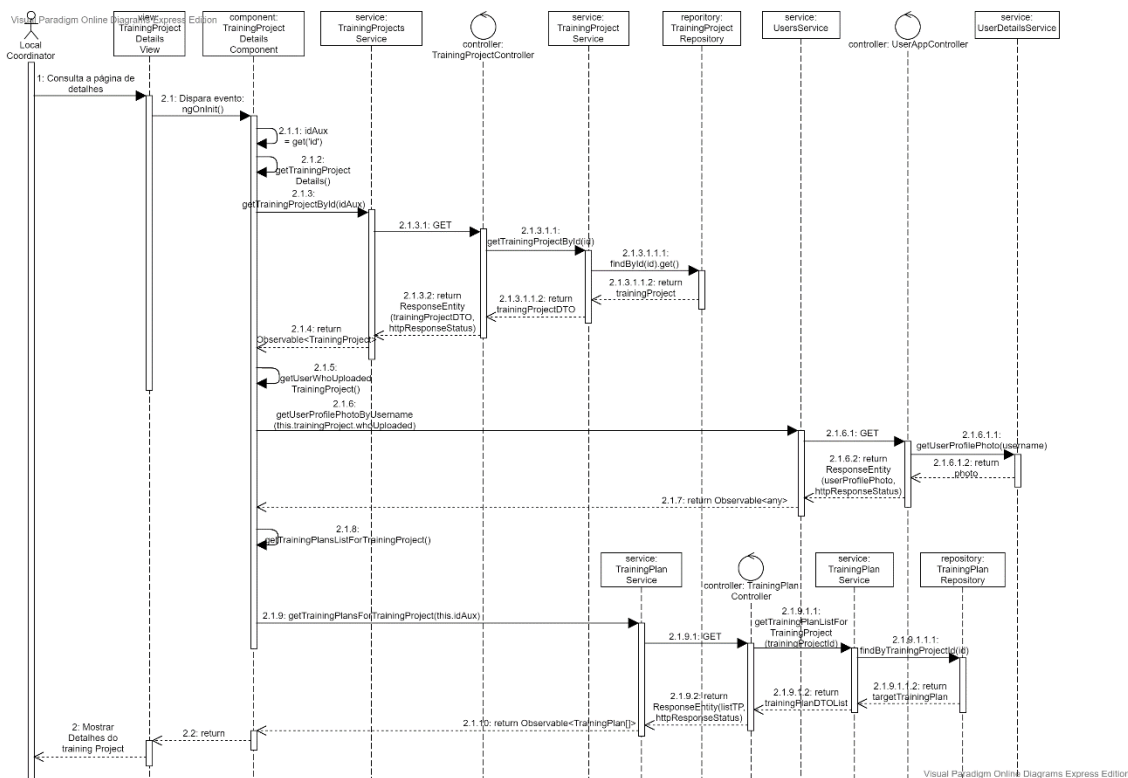 Visual Paradigm Online Diagrams Express Edition
Local
Coordinator
view:
TrainingProject
Details
View
component:
TrainingProject
Details
Component
service:
TrainingProjects
Service
controller:
TrainingProjectController
service:
TrainingProject
Service
reporitory:
TrainingProject
Repository
service:
UsersService
controller: UserAppController
service:
UserDetailsService
1: Consulta a página de
detalhes
2.1: Dispara evento:
ngOnInit()
2.1.1: idAux
= get('id')
2.1.2:
getTrainingProject
Details()
2.1.3:
getTrainingProjectById(idAux)
2.1.3.1: GET
2.1.3.1.1:
getTrainingProjectById(id)
2.1.3.1.1.1:
findById(id).get()
2.1.3.1.1.2: return
trainingProject
2.1.3.1.1.2: return
trainingProjectDTO
2.1.3.2: return
ResponseEntity
(trainingProjectDTO,
httpResponseStatus)
2.1.4: return
Observable<TrainingProject>
2.1.5:
getUserWhoUploaded
TrainingProject()
2.1.6:
getUserProfilePhotoByUsername
(this.trainingProject.whoUploaded)
2.1.6.1: GET
2.1.6.1.1:
getUserProfilePhoto(username)
2.1.6.1.2: return
photo
2.1.6.2: return
ResponseEntity
(userProfilePhoto,
httpResponseStatus)
2.1.7: return Observable<any>
2.1.8:
getTrainingPlansListForTrainingProject()
service:
TrainingPlan
Service
controller: TrainingPlan
Controller
service:
TrainingPlan
Service
repository:
TrainingPlan
Repository
2.1.9: getTrainingPlansForTrainingProject(this.idAux)
2.1.9.1: GET
2.1.9.1.1:
getTrainingPlanListFor
TrainingProject
(trainingProjectId)
2.1.9.1.1.1:
findByTrainingProjectId(id)
2.1.9.1.1.2: return
targetTrainingPlan
2.1.9.1.2: return
trainingPlanDTOList
2.1.9.2: return
ResponseEntity(listTP,
httpResponseStatus)
2.1.10: return Observable<TrainingPlan[]>
2.2: return
2: Mostrar
Detalhes do
training Project
Visual Paradigm Online Diagrams Express Edition